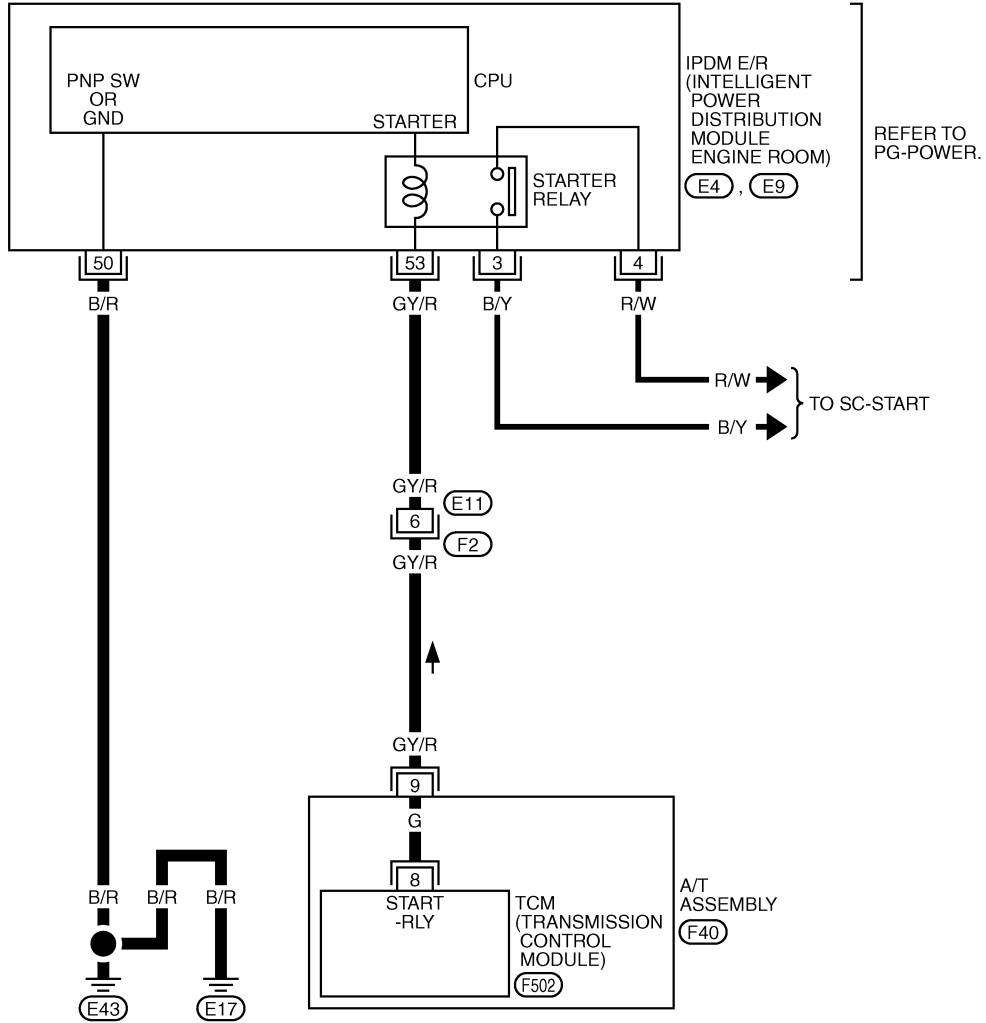 PNP SW
OR
GND
CPU
STARTER
STARTER
RELAY
IPDM E/R
(INTELLIGENT
POWER
DISTRIBUTION
MODULE
ENGINE ROOM)
E4 , E9
REFER TO
PG-POWER.
50
53
3
4
B/R
GY/R
B/Y
R/W
R/W
B/Y
TO SC-START
GY/R
E11
6
F2
GY/R
GY/R
9
G
8
START
-RLY
TCM
(TRANSMISSION
CONTROL
MODULE)
F502
A/T
ASSEMBLY
F40
B/R
B/R
B/R
E43
E17